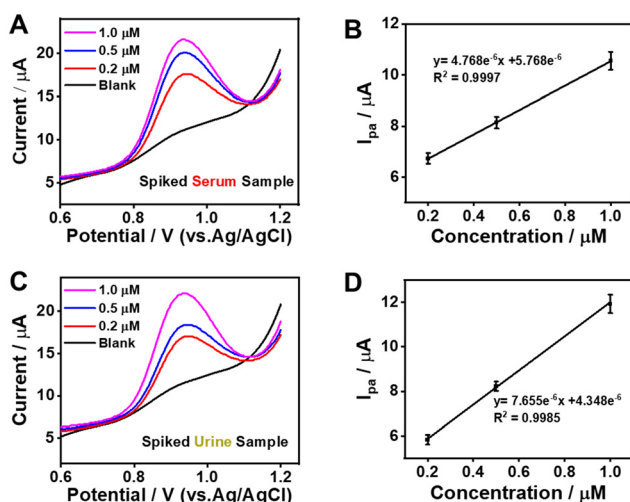 A
1.0 μM
0.5 μM
0.2 μM
Blank
Spiked Serum Sample
Current / μA
5
10
15
20
25
0.6
0.8
1.0
1.2
Potential / V (vs.Ag/AgCl)
B
y= 4.768e⁻⁶x +5.768e⁻⁶
R² = 0.9997
Iₚₐ / μA
6
8
10
12
0.2
0.4
0.6
0.8
1.0
Concentration / μM
C
1.0 μM
0.5 μM
0.2 μM
Blank
Spiked Urine Sample
Current / μA
5
10
15
20
25
0.6
0.8
1.0
1.2
Potential / V (vs.Ag/AgCl)
D
y= 7.655e⁻⁶x +4.348e⁻⁶
R² = 0.9985
Iₚₐ / μA
6
8
10
12
0.2
0.4
0.6
0.8
1.0
Concentration / μM